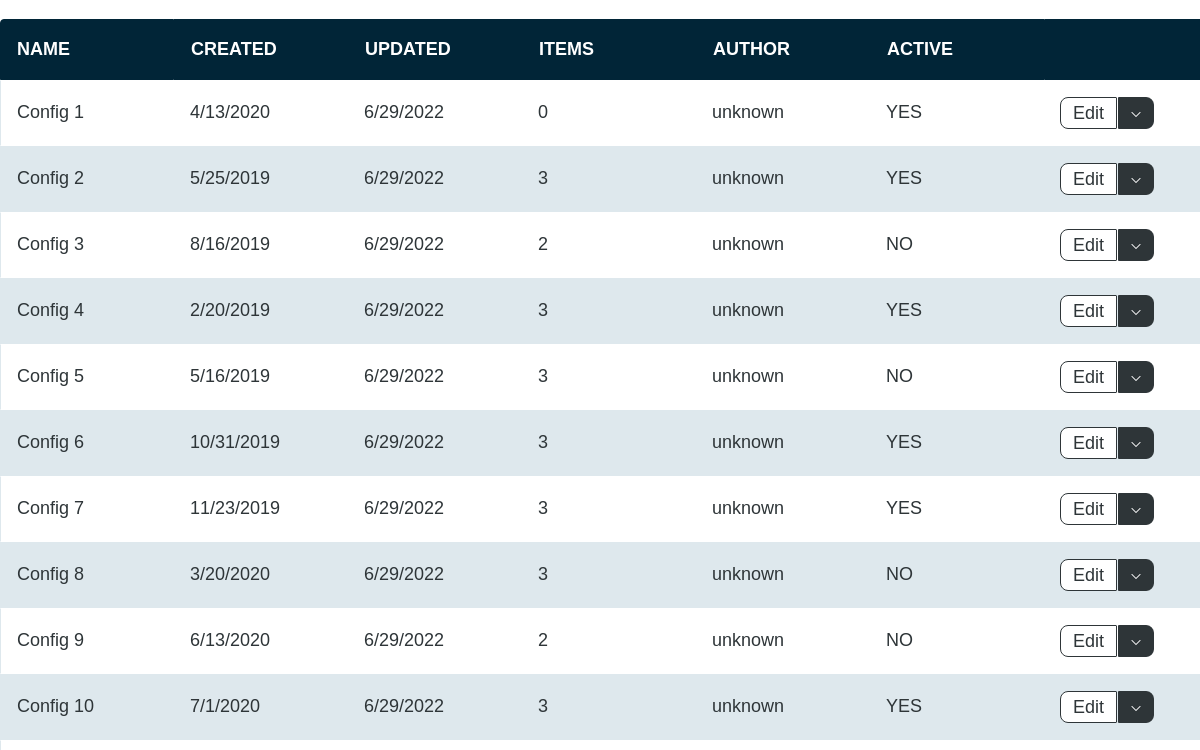 NAME CREATED UPDATED ITEMS AUTHOR ACTIVE
Config 1 4/13/2020 6/29/2022 0 unknown YES Edit
Config 2 5/25/2019 6/29/2022 3 unknown YES Edit
Config 3 8/16/2019 6/29/2022 2 unknown NO Edit
Config 4 2/20/2019 6/29/2022 3 unknown YES Edit
Config 5 5/16/2019 6/29/2022 3 unknown NO Edit
Config 6 10/31/2019 6/29/2022 3 unknown YES Edit
Config 7 11/23/2019 6/29/2022 3 unknown YES Edit
Config 8 3/20/2020 6/29/2022 3 unknown NO Edit
Config 9 6/13/2020 6/29/2022 2 unknown NO Edit
Config 10 7/1/2020 6/29/2022 3 unknown YES Edit